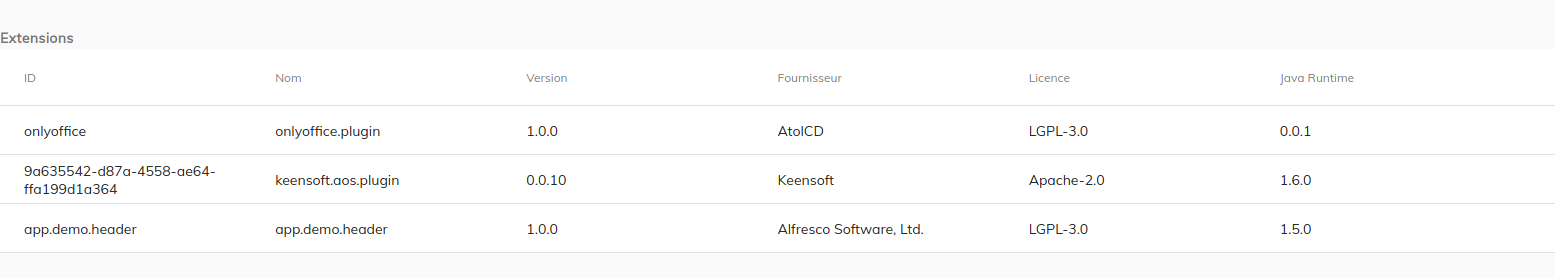 Extensions
ID Nom Version Fournisseur Licence Java Runtime
onlyoffice onlyoffice.plugin 1.0.0 AtolCD LGPL-3.0 0.0.1
9a635542-d87a-4558-ae64-
ffa199d1a364 keensoft.aos.plugin 0.0.10 Keensoft Apache-2.0 1.6.0
app.demo.header app.demo.header 1.0.0 Alfresco Software, Ltd. LGPL-3.0 1.5.0